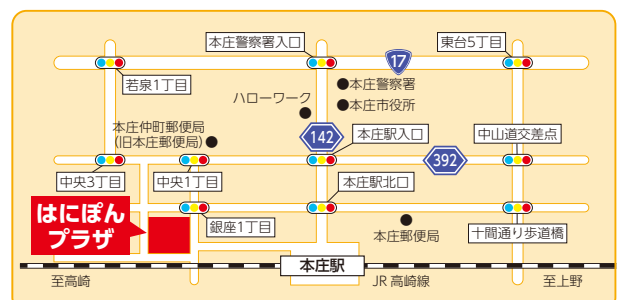 本庄警察署入口
17
東台5丁目
若泉1丁目
●本庄警察署
ハローワーク
●本庄市役所
本庄仲町郵便局
(旧本庄郵便局)●
142
本庄駅入口
392
中山道交差点
中央3丁目
中央1丁目
本庄駅北口
はにぽん
プラザ
銀座1丁目
本庄郵便局
十間通り歩道橋
本庄駅
至高崎
JR 高崎線
至上野